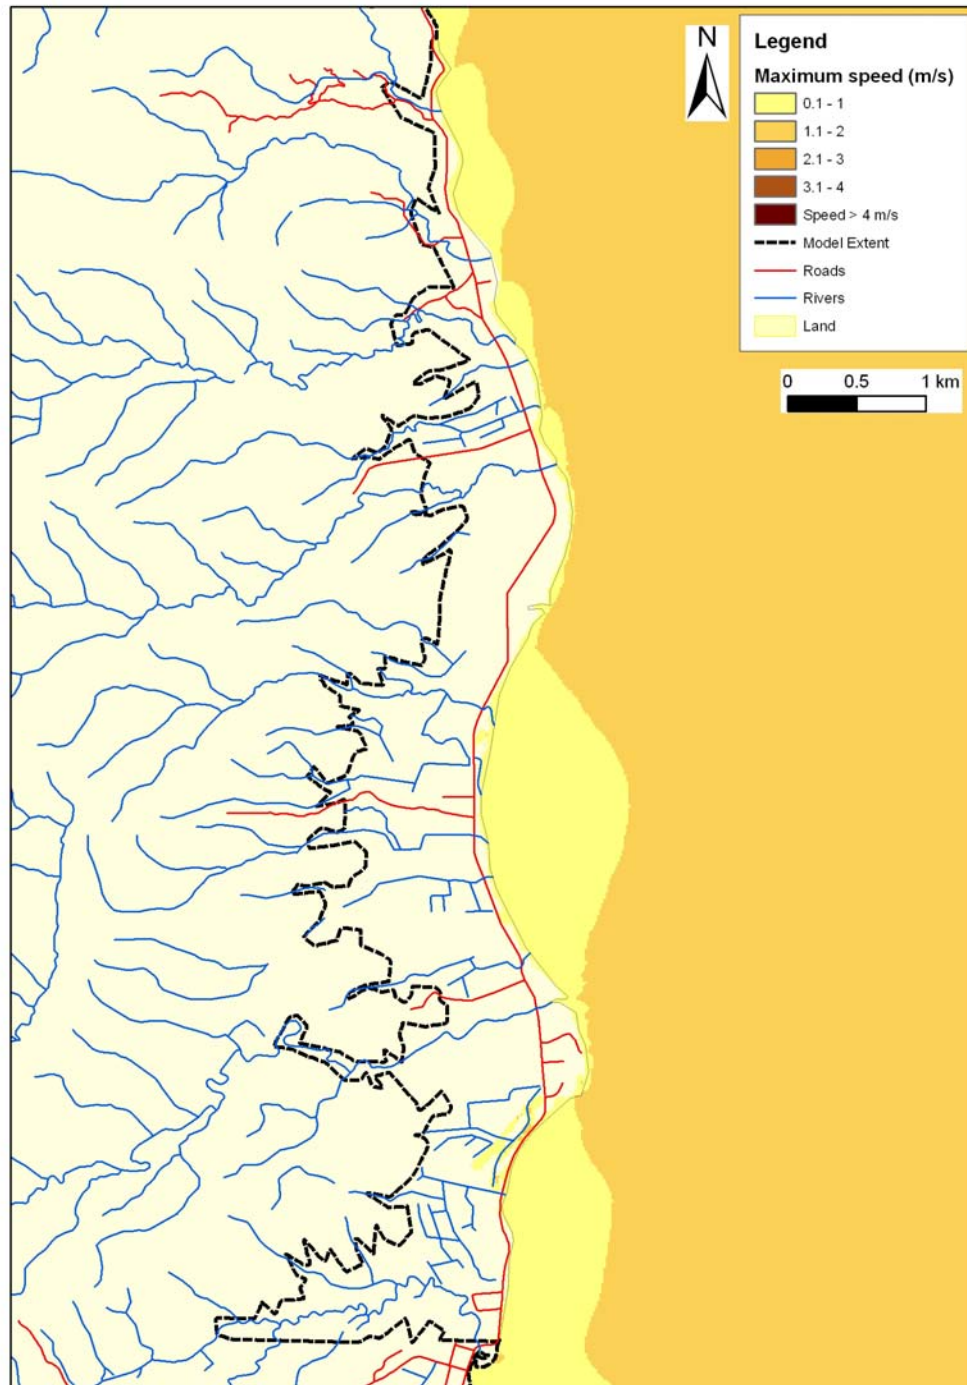 N
Legend
Maximum speed (m/s)
0.1 - 1
1.1 - 2
2.1 - 3
3.1 - 4
Speed > 4 m/s
Model Extent
Roads
Rivers
Land
0 0.5 1 km